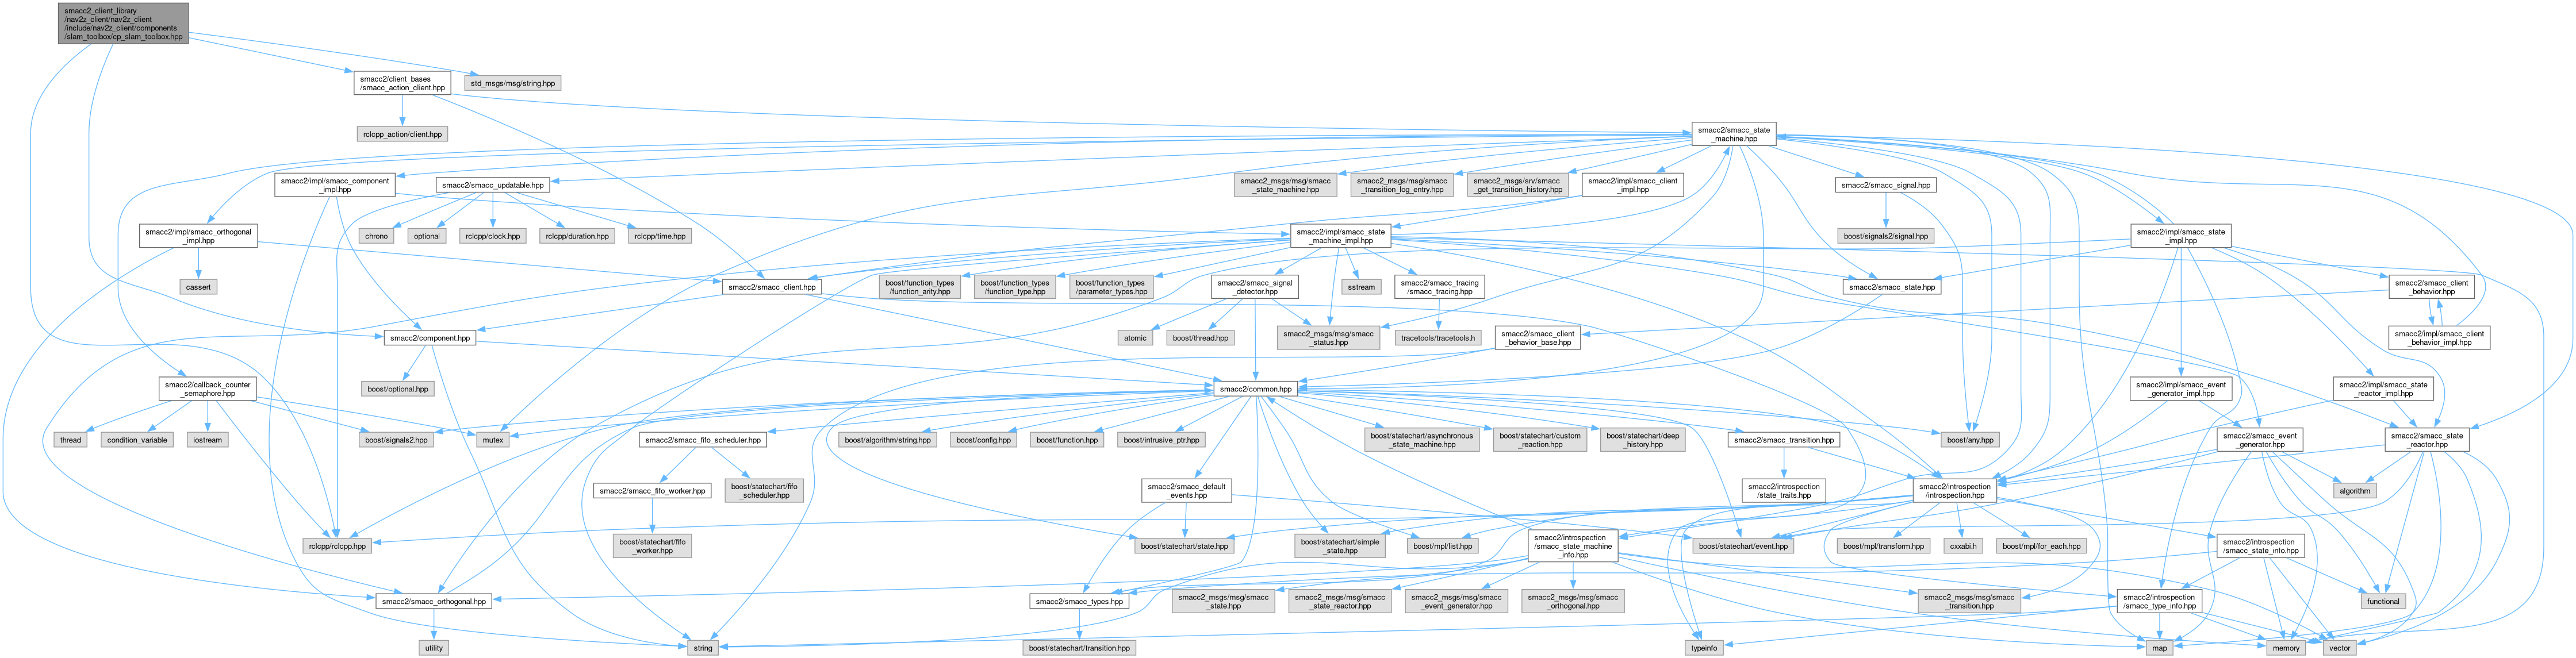 smacc2_client_library
/nav2z_client/nav2z_client
/include/nav2z_client/components
/slam_toolbox/cp_slam_toolbox.hpp
smacc2/client_bases
/smacc_action_client.hpp
std_msgs/msg/string.hpp
rclcpp_action/client.hpp
smacc2/smacc_state
_machine.hpp
smacc2/impl/smacc_component
_impl.hpp
smacc2/smacc_updatable.hpp
smacc2_msgs/msg/smacc
_state_machine.hpp
smacc2_msgs/msg/smacc
_transition_log_entry.hpp
smacc2_msgs/srv/smacc
_get_transition_history.hpp
smacc2/impl/smacc_client
_impl.hpp
smacc2/smacc_signal.hpp
smacc2/impl/smacc_orthogonal
_impl.hpp
chrono
optional
rclcpp/clock.hpp
rclcpp/duration.hpp
rclcpp/time.hpp
smacc2/impl/smacc_state
_machine_impl.hpp
boost/signals2/signal.hpp
smacc2/impl/smacc_state
_impl.hpp
cassert
smacc2/smacc_client.hpp
boost/function_types
/function_arity.hpp
boost/function_types
/function_type.hpp
boost/function_types
/parameter_types.hpp
smacc2/smacc_signal
_detector.hpp
sstream
smacc2/smacc_tracing
/smacc_tracing.hpp
smacc2/smacc_state.hpp
smacc2/smacc_client
_behavior.hpp
smacc2/component.hpp
atomic
boost/thread.hpp
smacc2_msgs/msg/smacc
_status.hpp
tracetools/tracetools.h
smacc2/smacc_client
_behavior_base.hpp
smacc2/impl/smacc_client
_behavior_impl.hpp
smacc2/callback_counter
_semaphore.hpp
boost/optional.hpp
smacc2/common.hpp
smacc2/impl/smacc_event
_generator_impl.hpp
smacc2/impl/smacc_state
_reactor_impl.hpp
thread
condition_variable
iostream
boost/signals2.hpp
mutex
smacc2/smacc_fifo_scheduler.hpp
boost/algorithm/string.hpp
boost/config.hpp
boost/function.hpp
boost/intrusive_ptr.hpp
boost/statechart/asynchronous
_state_machine.hpp
boost/statechart/custom
_reaction.hpp
boost/statechart/deep
_history.hpp
smacc2/smacc_transition.hpp
boost/any.hpp
smacc2/smacc_event
_generator.hpp
smacc2/smacc_state
_reactor.hpp
smacc2/smacc_fifo_worker.hpp
boost/statechart/fifo
_scheduler.hpp
smacc2/smacc_default
_events.hpp
smacc2/introspection
/state_traits.hpp
smacc2/introspection
/introspection.hpp
algorithm
rclcpp/rclcpp.hpp
boost/statechart/state.hpp
boost/statechart/fifo
_worker.hpp
boost/statechart/simple
_state.hpp
boost/mpl/list.hpp
smacc2/introspection
/smacc_state_machine
_info.hpp
boost/statechart/event.hpp
boost/mpl/transform.hpp
cxxabi.h
boost/mpl/for_each.hpp
smacc2/introspection
/smacc_state_info.hpp
smacc2/smacc_orthogonal.hpp
smacc2/smacc_types.hpp
smacc2_msgs/msg/smacc
_state.hpp
smacc2_msgs/msg/smacc
_state_reactor.hpp
smacc2_msgs/msg/smacc
_event_generator.hpp
smacc2_msgs/msg/smacc
_orthogonal.hpp
smacc2_msgs/msg/smacc
_transition.hpp
smacc2/introspection
/smacc_type_info.hpp
functional
utility
string
boost/statechart/transition.hpp
typeinfo
map
memory
vector